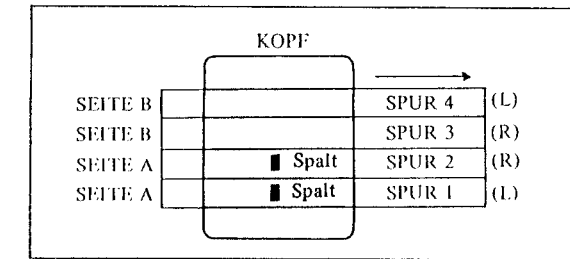 KOPF
SEITE B SPUR 4 (L)
SEITE B SPUR 3 (R)
SEITE A Spalt SPUR 2 (R)
SEITE A Spalt SPUR 1 (L)